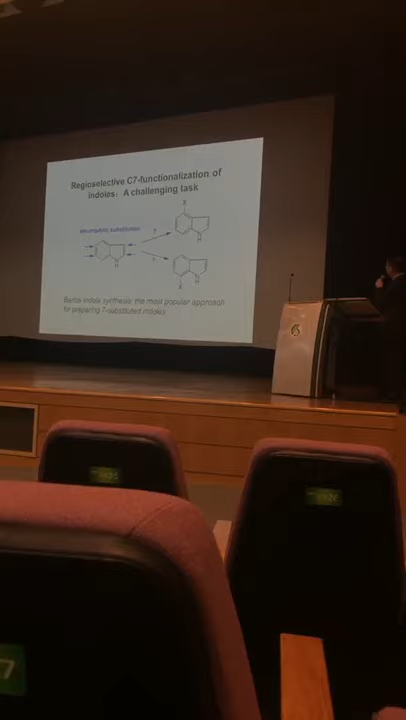 Regioselective C7-functionalization of
indoles: A challenging task
electrophilic substitution
X
?
N
H
N
H
?
N
H
X
Bartoli indole synthesis: the most popular approach
for preparing 7-substituted indoles
7